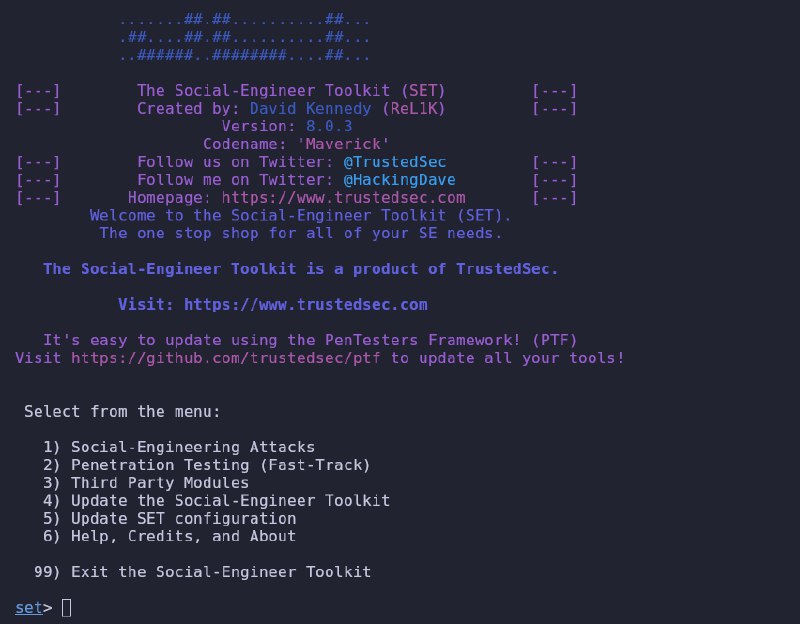 .......##.##..........##...
.##....##.##..........##...
..######..########....##...
[---] The Social-Engineer Toolkit (SET) [---]
[---] Created by: David Kennedy (ReL1K) [---]
Version: 8.0.3
Codename: 'Maverick'
[---] Follow us on Twitter: @TrustedSec [---]
[---] Follow me on Twitter: @HackingDave [---]
[---] Homepage: https://www.trustedsec.com [---]
Welcome to the Social-Engineer Toolkit (SET).
The one stop shop for all of your SE needs.
The Social-Engineer Toolkit is a product of TrustedSec.
Visit: https://www.trustedsec.com
It's easy to update using the PenTesters Framework! (PTF)
Visit https://github.com/trustedsec/ptf to update all your tools!
Select from the menu:
1) Social-Engineering Attacks
2) Penetration Testing (Fast-Track)
3) Third Party Modules
4) Update the Social-Engineer Toolkit
5) Update SET configuration
6) Help, Credits, and About
99) Exit the Social-Engineer Toolkit
set>